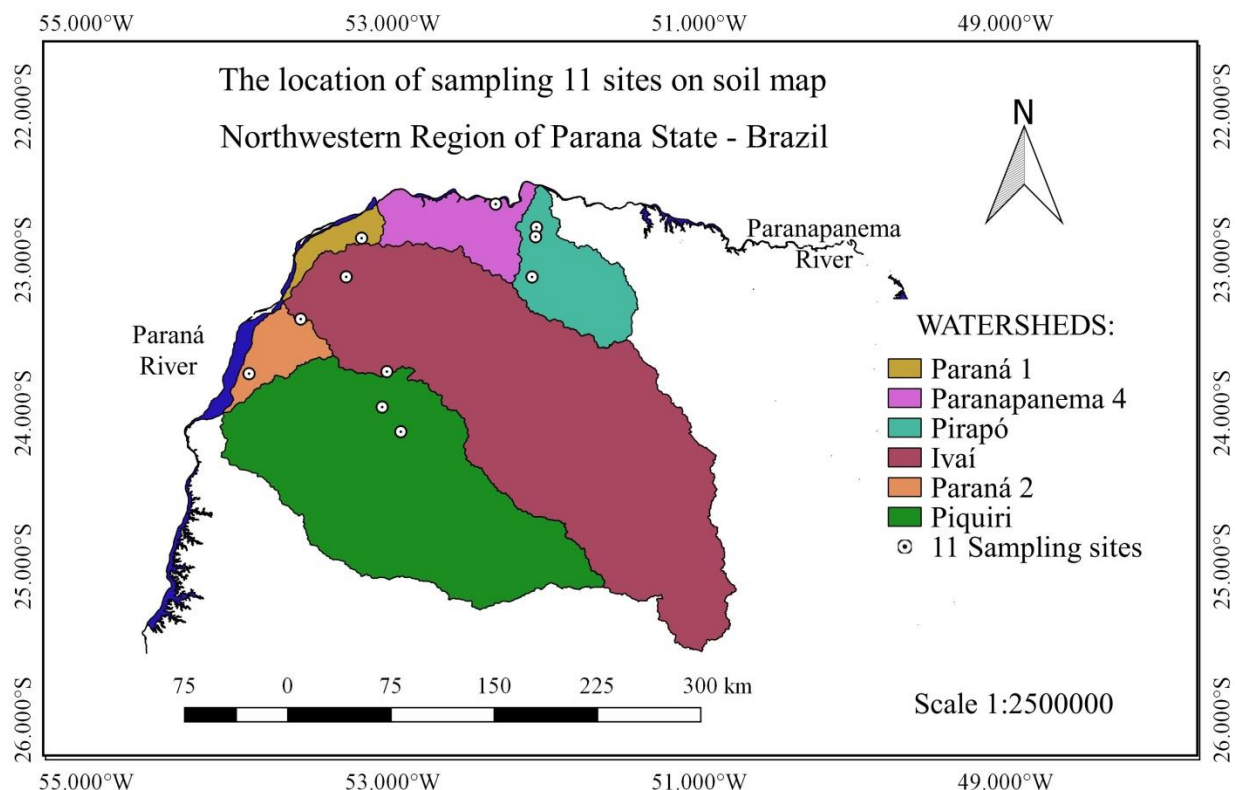 55.000°W 53.000°W 51.000°W 49.000°W
The location of sampling 11 sites on soil map
Northwestern Region of Parana State - Brazil
N
22.000°S
22.000°S
Paranapanema
River
23.000°S
23.000°S
Paraná
River
WATERSHEDS:
Paraná 1
Paranapanema 4
Pirapó
Ivaí
Paraná 2
Piquiri
11 Sampling sites
24.000°S
24.000°S
25.000°S
25.000°S
75 0 75 150 225 300 km
Scale 1:2500000
26.000°S
26.000°S
55.000°W 53.000°W 51.000°W 49.000°W